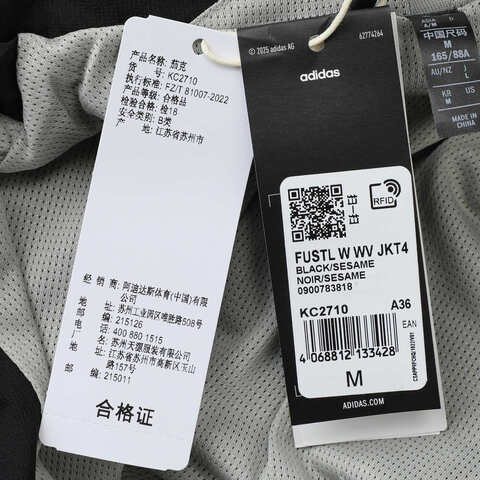 产品名称: 茄克
货 号: KC2710
执行标准: FZ/T 81007-2022
产品等级: 合格品
检验合格: 检18
安全类别: B类
产 地: 江苏省苏州市
经 销 商: 阿迪达斯体育(中国)有限
公司
地 址: 苏州工业园区唯胜路508号
邮 编: 215126
电 话: 400 880 1515
制 造 商: 苏州天源服装有限公司
地 址: 江苏省苏州市高新区玉山
路157号
邮 编: 215011
合格证
© 2025 adidas AG
62774264
adidas
RFID
FUSTL W WV JKT4
BLACK/SESAME
NOIR/SESAME
0900783818
KC2710 A36
EAN
4 068812 133428
M
ADIDAS.COM
ASIA
A/M
中国尺码
M
165/88A
AU/NZ J
M L
KR US
M M
MADE IN
CHINA